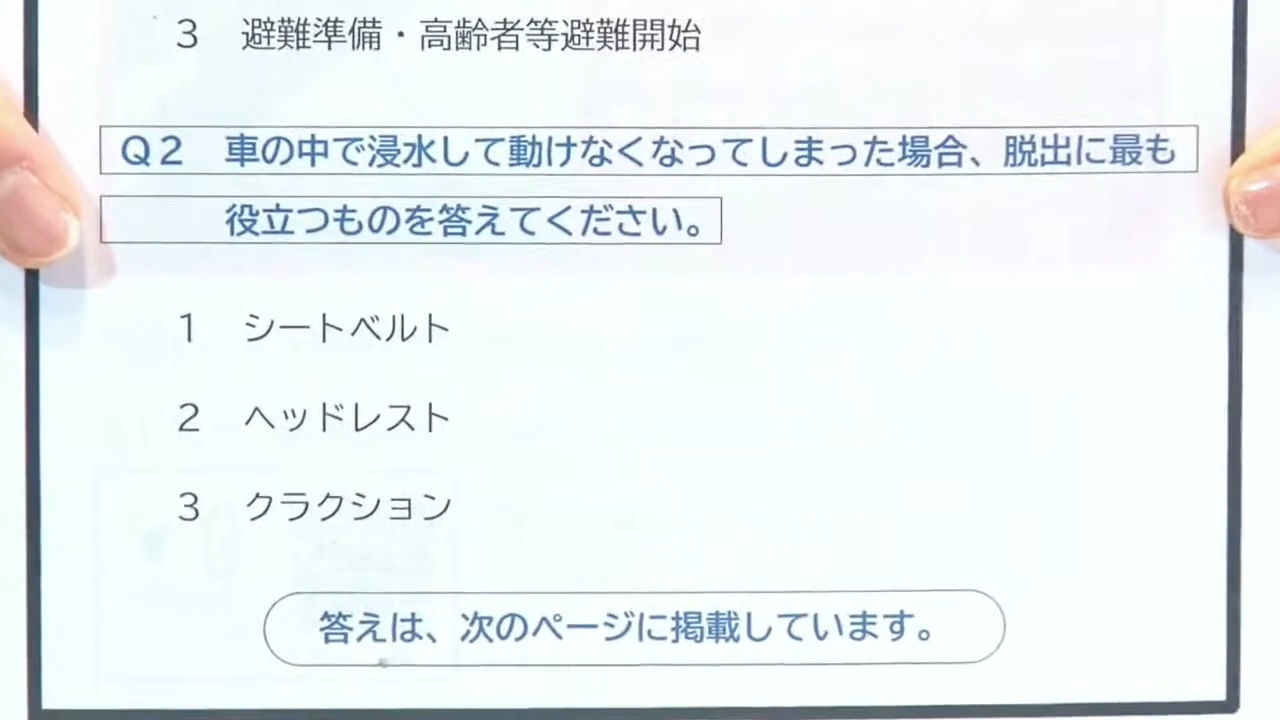 3 避難準備・高齢者等避難開始
Q2 車の中で浸水して動けなくなってしまった場合、脱出に最も
役立つものを答えてください。
1 シートベルト
2 ヘッドレスト
3 クラクション
答えは、次のページに掲載しています。